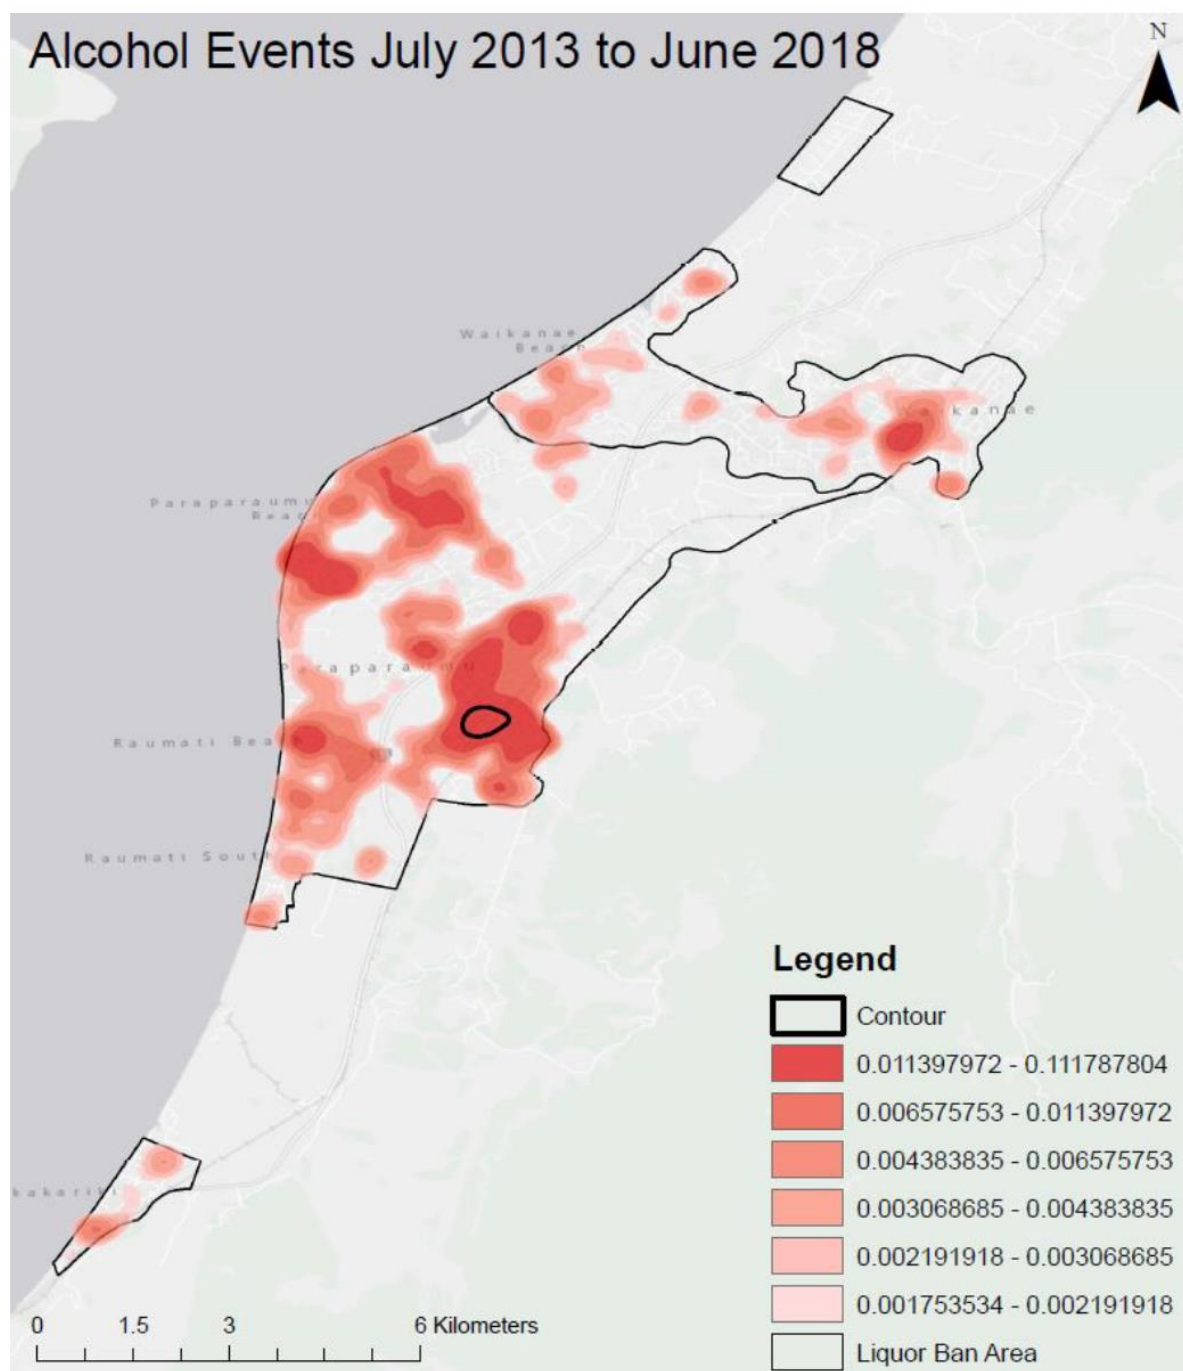 Alcohol Events July 2013 to June 2018
N
Waikanae
Beach
Waikanae
Paraparaumu
Beach
Paraparaumu
Raumati Beach
Raumati South
kakariki
Legend
Contour
0.011397972 - 0.111787804
0.006575753 - 0.011397972
0.004383835 - 0.006575753
0.003068685 - 0.004383835
0.002191918 - 0.003068685
0.001753534 - 0.002191918
Liquor Ban Area
0 1.5 3 6 Kilometers